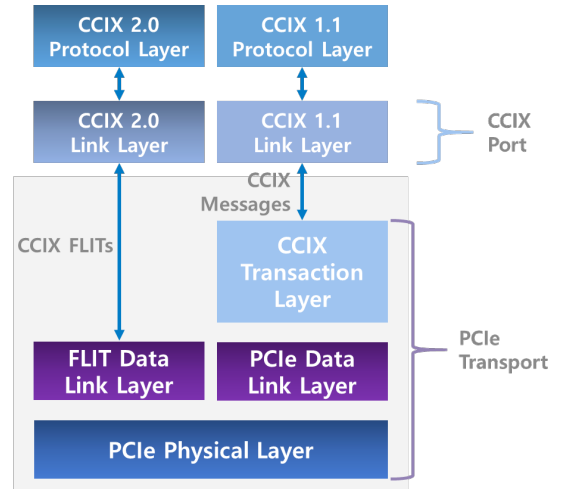 CCIX 2.0
Protocol Layer
CCIX 1.1
Protocol Layer
CCIX 2.0
Link Layer
CCIX 1.1
Link Layer
CCIX
Port
CCIX
Messages
CCIX FLITs
CCIX
Transaction
Layer
FLIT Data
Link Layer
PCIe Data
Link Layer
PCIe
Transport
PCIe Physical Layer